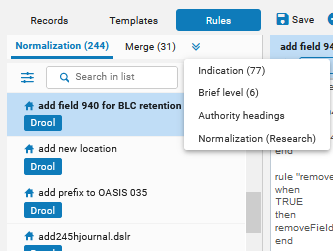 Records Templates Rules Save Remove
Normalization (244) Merge (31) add field 94
Search in list
Indication (77)
Brief level (6)
Authority headings
Normalization (Research)
add field 940 for BLC retention
Drool
add new location
Drool
add prefix to OASIS 035
Drool
add245hjournal.dslr
Drool
end
rule "remove
when
TRUE
then
removeField
end